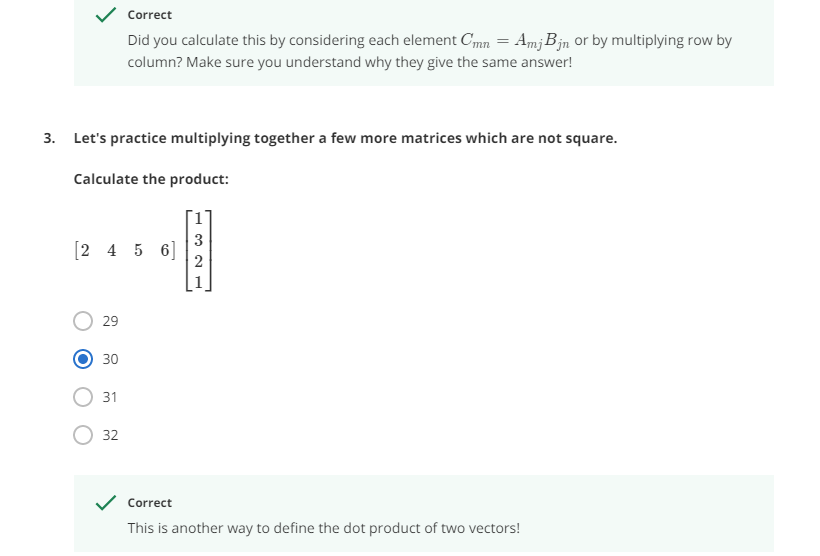 Correct
Did you calculate this by considering each element Cₘₙ = AₘⱼBⱼₙ or by multiplying row by
column? Make sure you understand why they give the same answer!
3. Let's practice multiplying together a few more matrices which are not square.
Calculate the product:
[2 4 5 6] [1 3 2 1]
29
30
31
32
Correct
This is another way to define the dot product of two vectors!